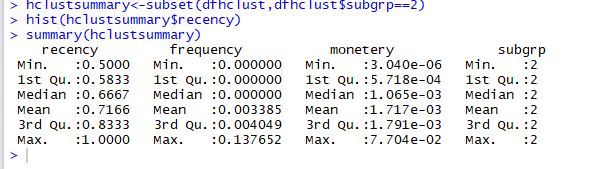 > hclustsummary<-subset(dfhclust,dfhclust$subgrp==2)
> hist(hclustsummary$recency)
> summary(hclustsummary)
recency frequency monetery subgrp
Min. :0.5000 Min. :0.000000 Min. :3.040e-06 Min. :2
1st Qu.:0.5833 1st Qu.:0.000000 1st Qu.:5.718e-04 1st Qu.:2
Median :0.6667 Median :0.000000 Median :1.065e-03 Median :2
Mean :0.7166 Mean :0.003385 Mean :1.717e-03 Mean :2
3rd Qu.:0.8333 3rd Qu.:0.004049 3rd Qu.:1.791e-03 3rd Qu.:2
Max. :1.0000 Max. :0.137652 Max. :7.704e-02 Max. :2
>